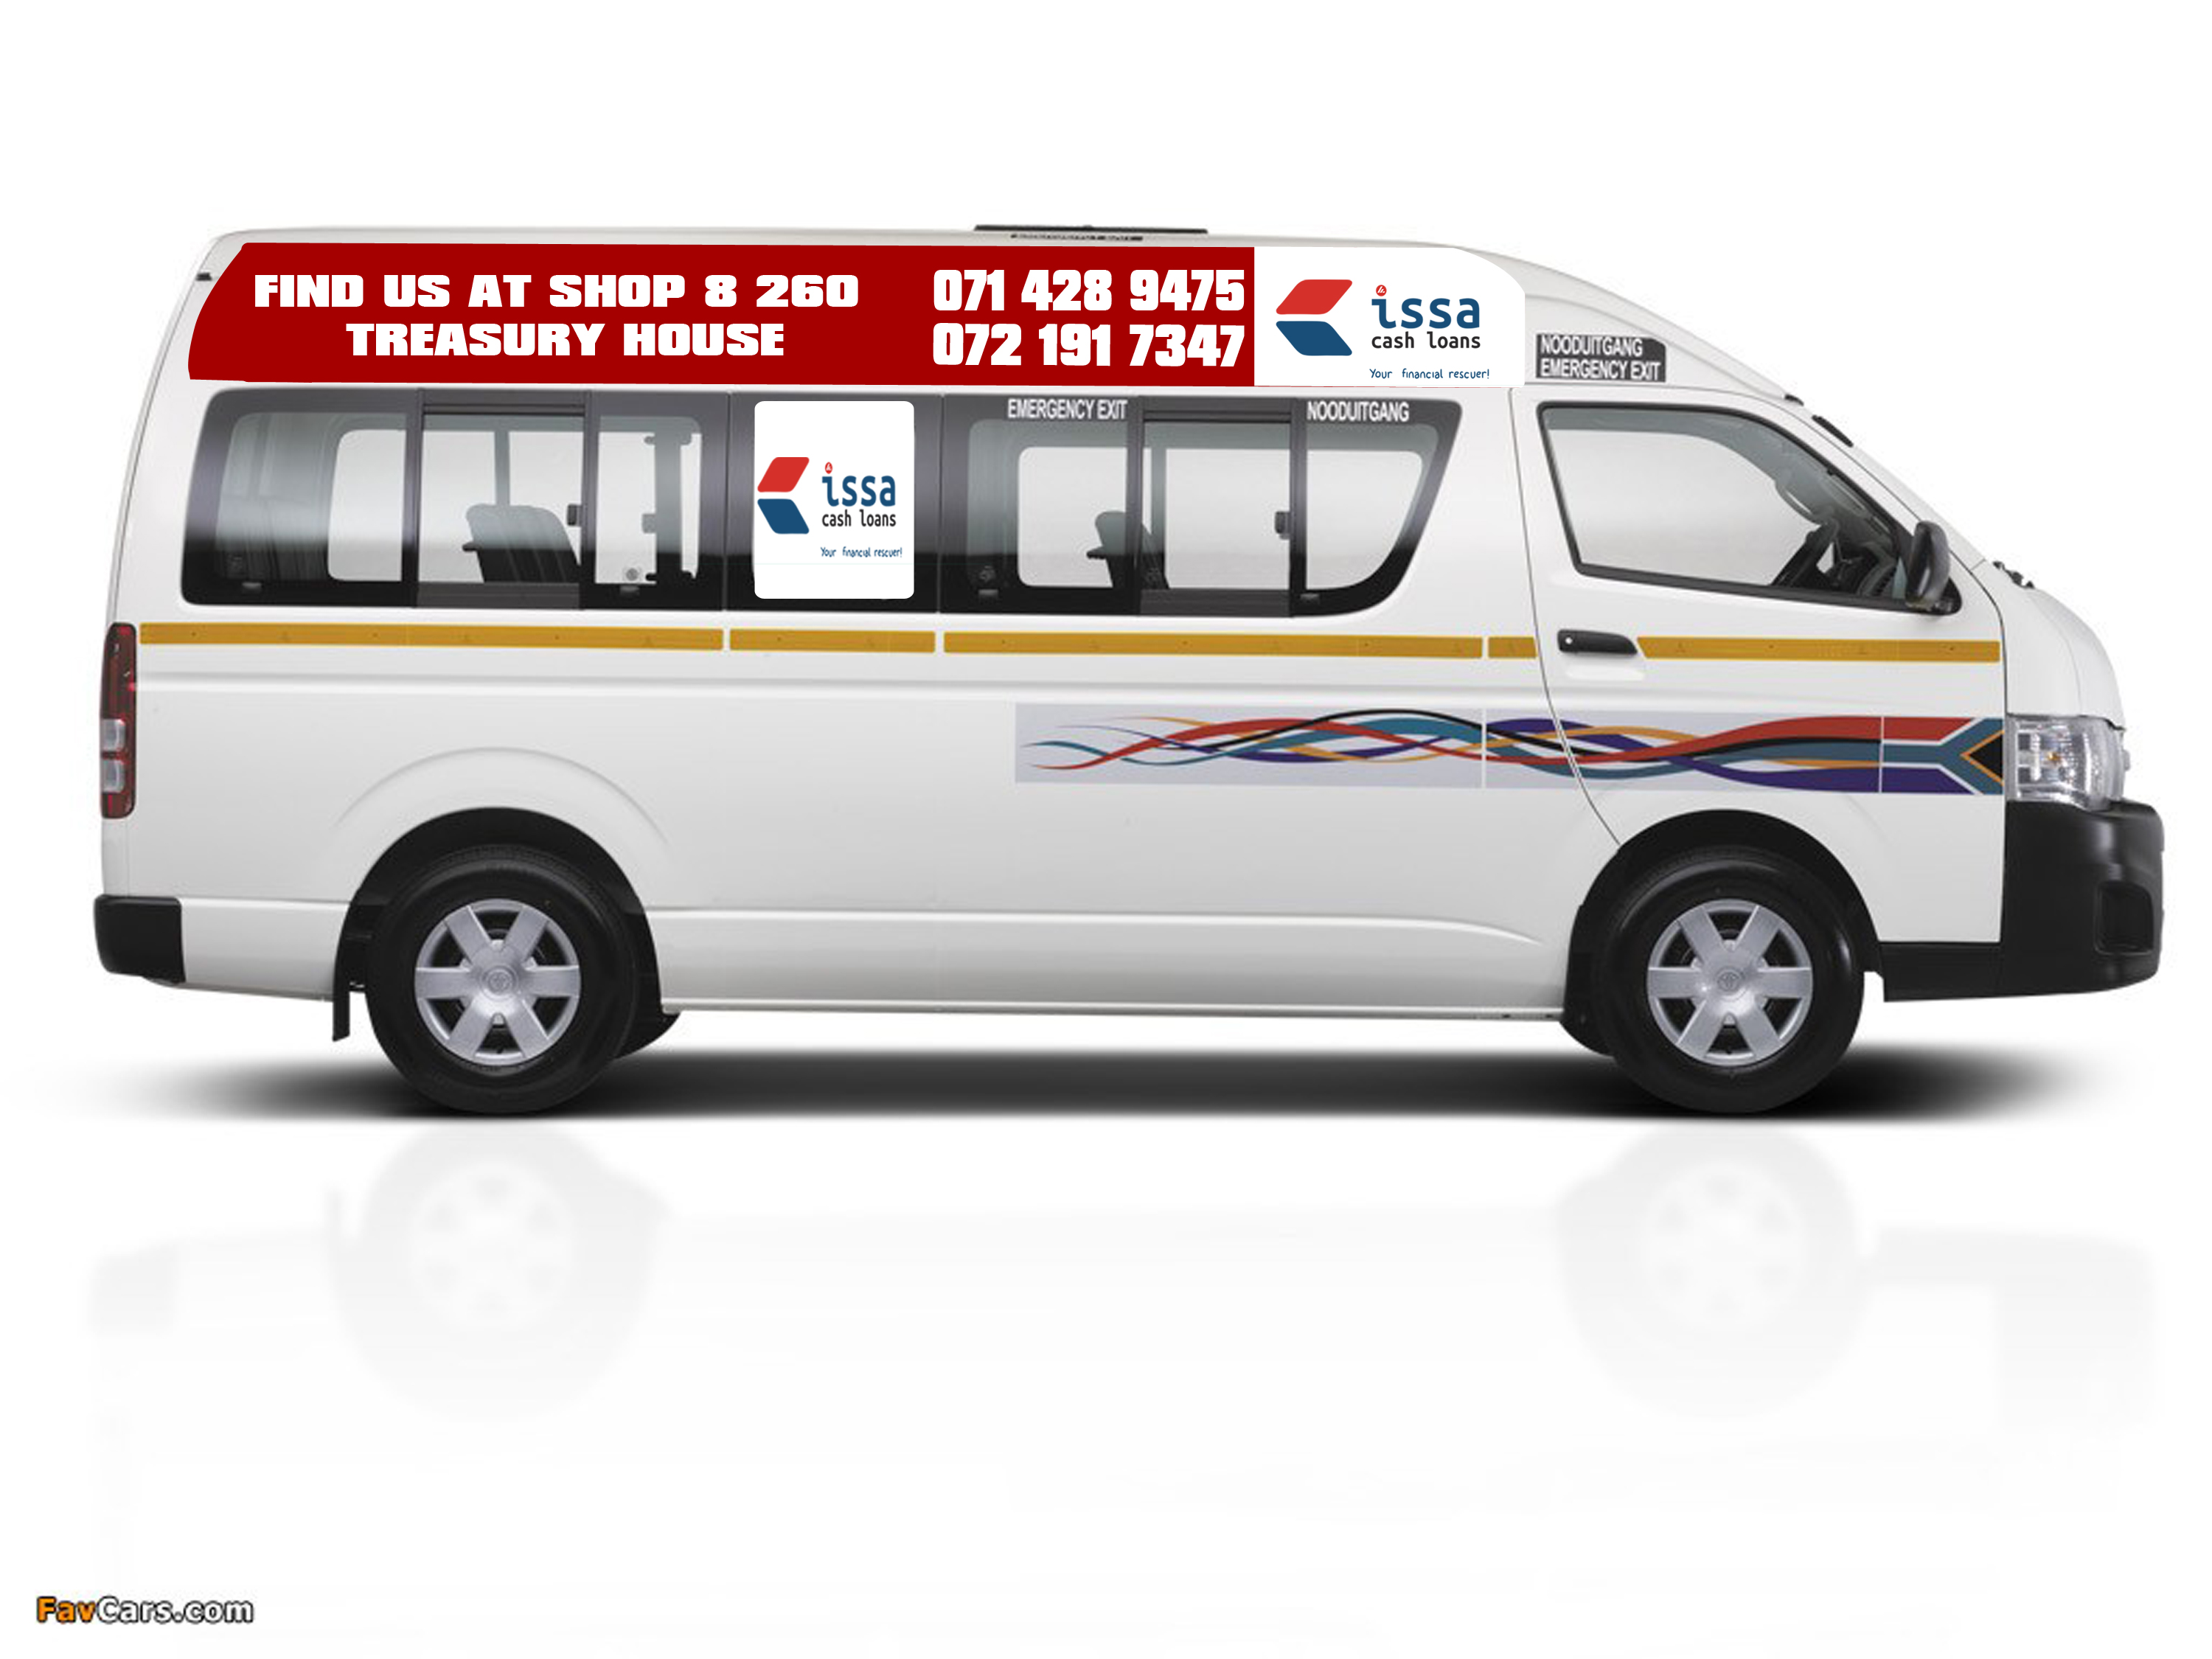 FIND US AT SHOP 8 260
TREASURY HOUSE
071 428 9475
072 191 7347
issa
cash loans
Your financial rescuer!
NOODUITGANG
EMERGENCY EXIT
EMERGENCY EXIT
NOODUITGANG
issa
cash loans
Your financial rescuer!
FavCars.com